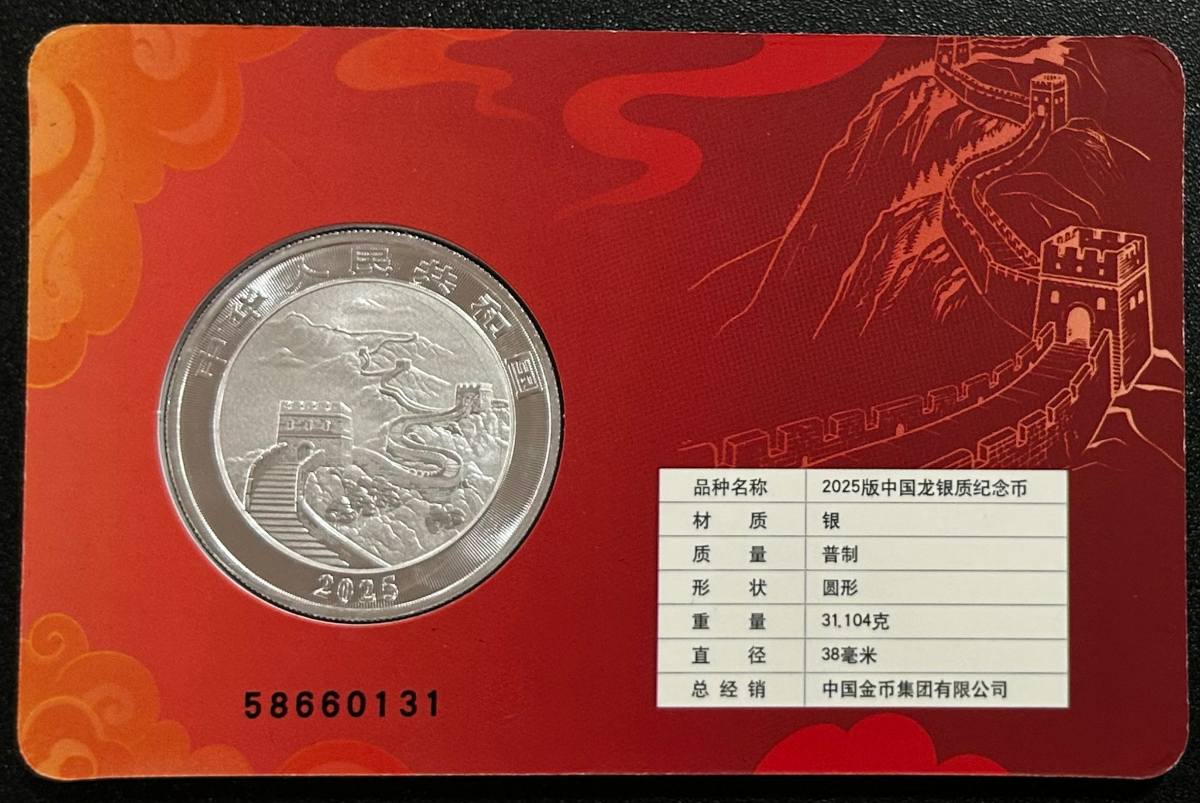 中华人民共和国
2025
58660131
品种名称 2025版中国龙银质纪念币
材 质 银
质 量 普制
形 状 圆形
重 量 31.104克
直 径 38毫米
总 经 销 中国金币集团有限公司